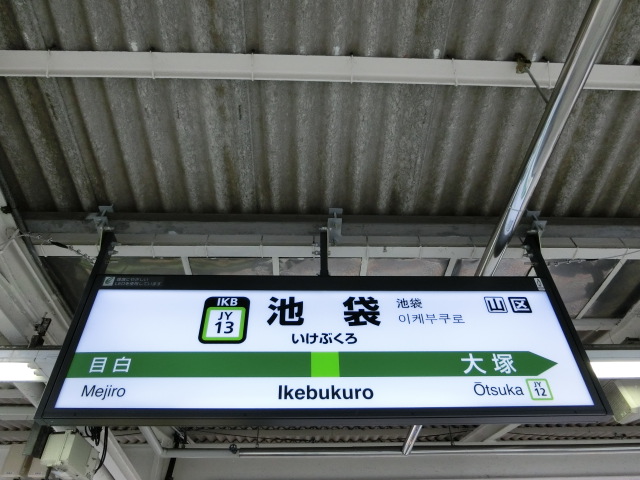 IKB
JY
13
池袋
いけぶくろ
池袋
이케부쿠로
山 区
目白
大塚
Mejiro
Ikebukuro
Ōtsuka
JY
12